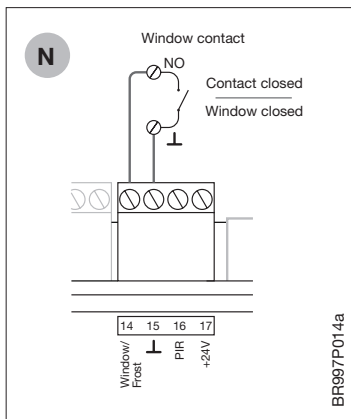 N
Window contact
NO
Contact closed
Window closed
14 15 16 17
Window/
Frost
PIR
+24V
BR997P014a